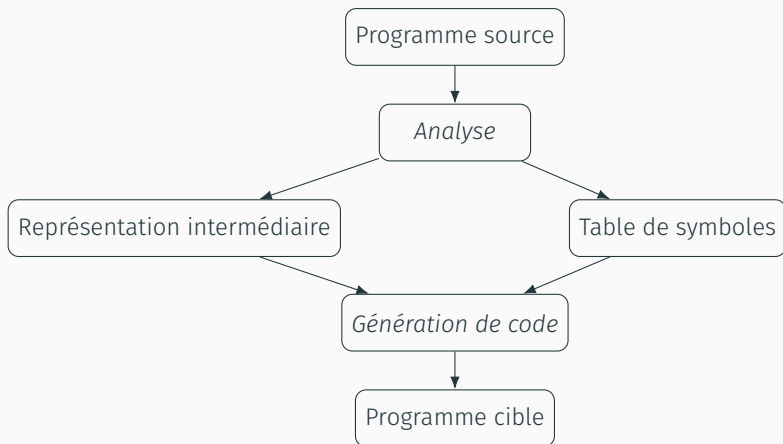 Programme source
Analyse
Représentation intermédiaire
Table de symboles
Génération de code
Programme cible